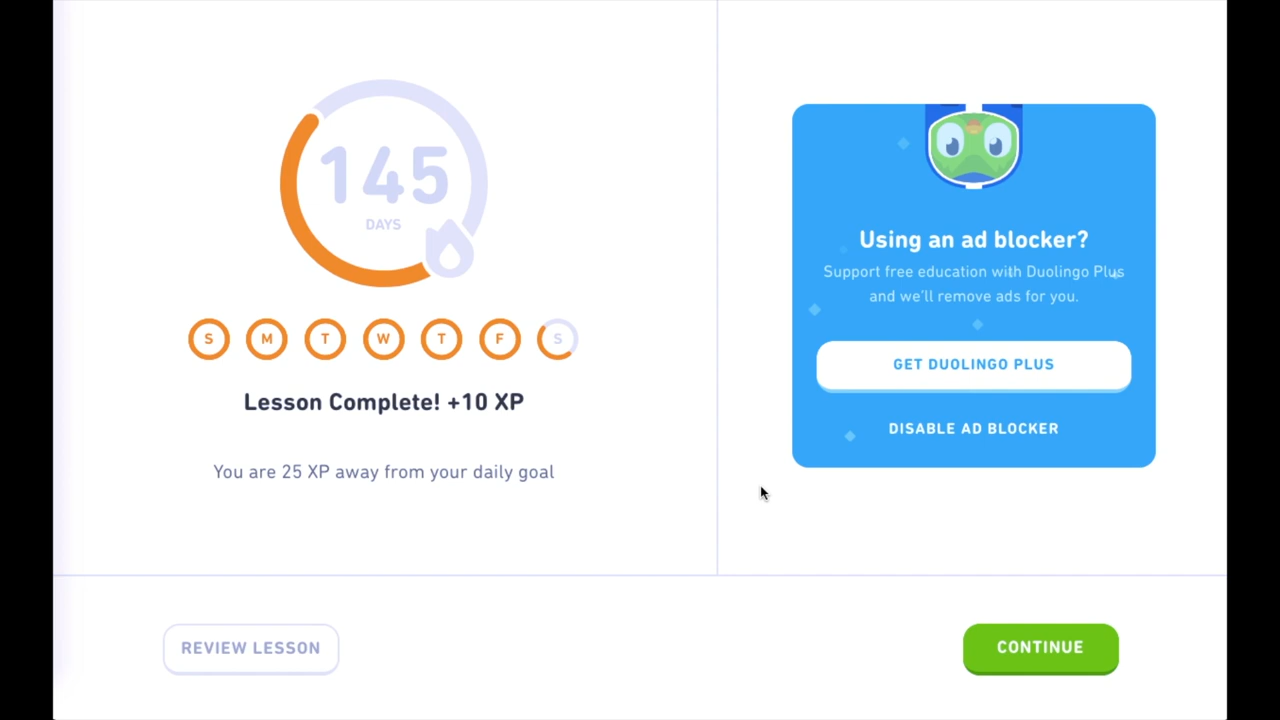 145
DAYS
S M T W T F S
Lesson Complete! +10 XP
You are 25 XP away from your daily goal
Using an ad blocker?
Support free education with Duolingo Plus
and we'll remove ads for you.
GET DUOLINGO PLUS
DISABLE AD BLOCKER
REVIEW LESSON
CONTINUE